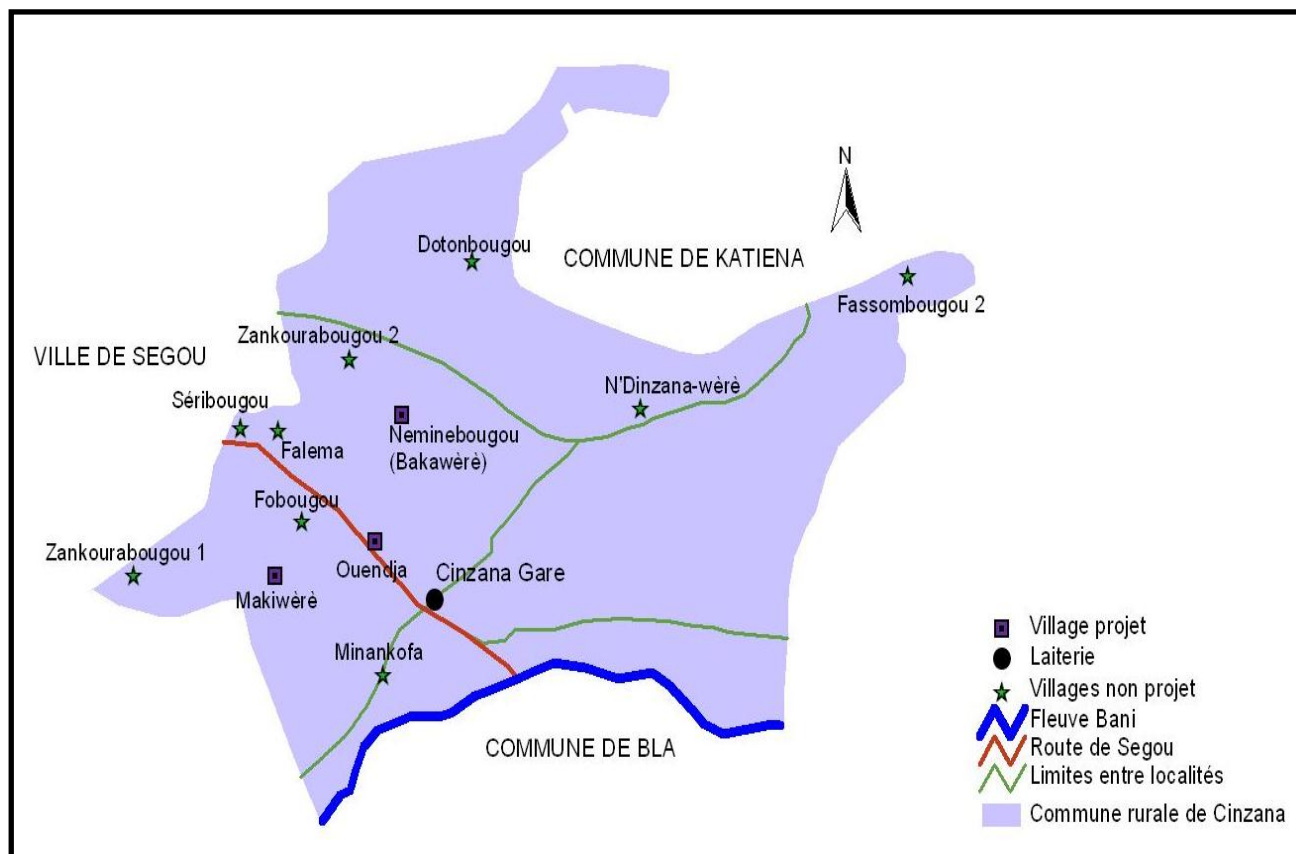 N
Dotonbougou
COMMUNE DE KATIENA
Fassombougou 2
Zankourabougou 2
VILLE DE SEGOU
N'Dinzana-wèrè
Séribougou
Neminebougou
(Bakawèrè)
Falema
Fobougou
Zankourabougou 1
Ouendja
Cinzana Gare
Makiwèrè
Minankofa
COMMUNE DE BLA
Village projet
Laiterie
Villages non projet
Fleuve Bani
Route de Segou
Limites entre localités
Commune rurale de Cinzana